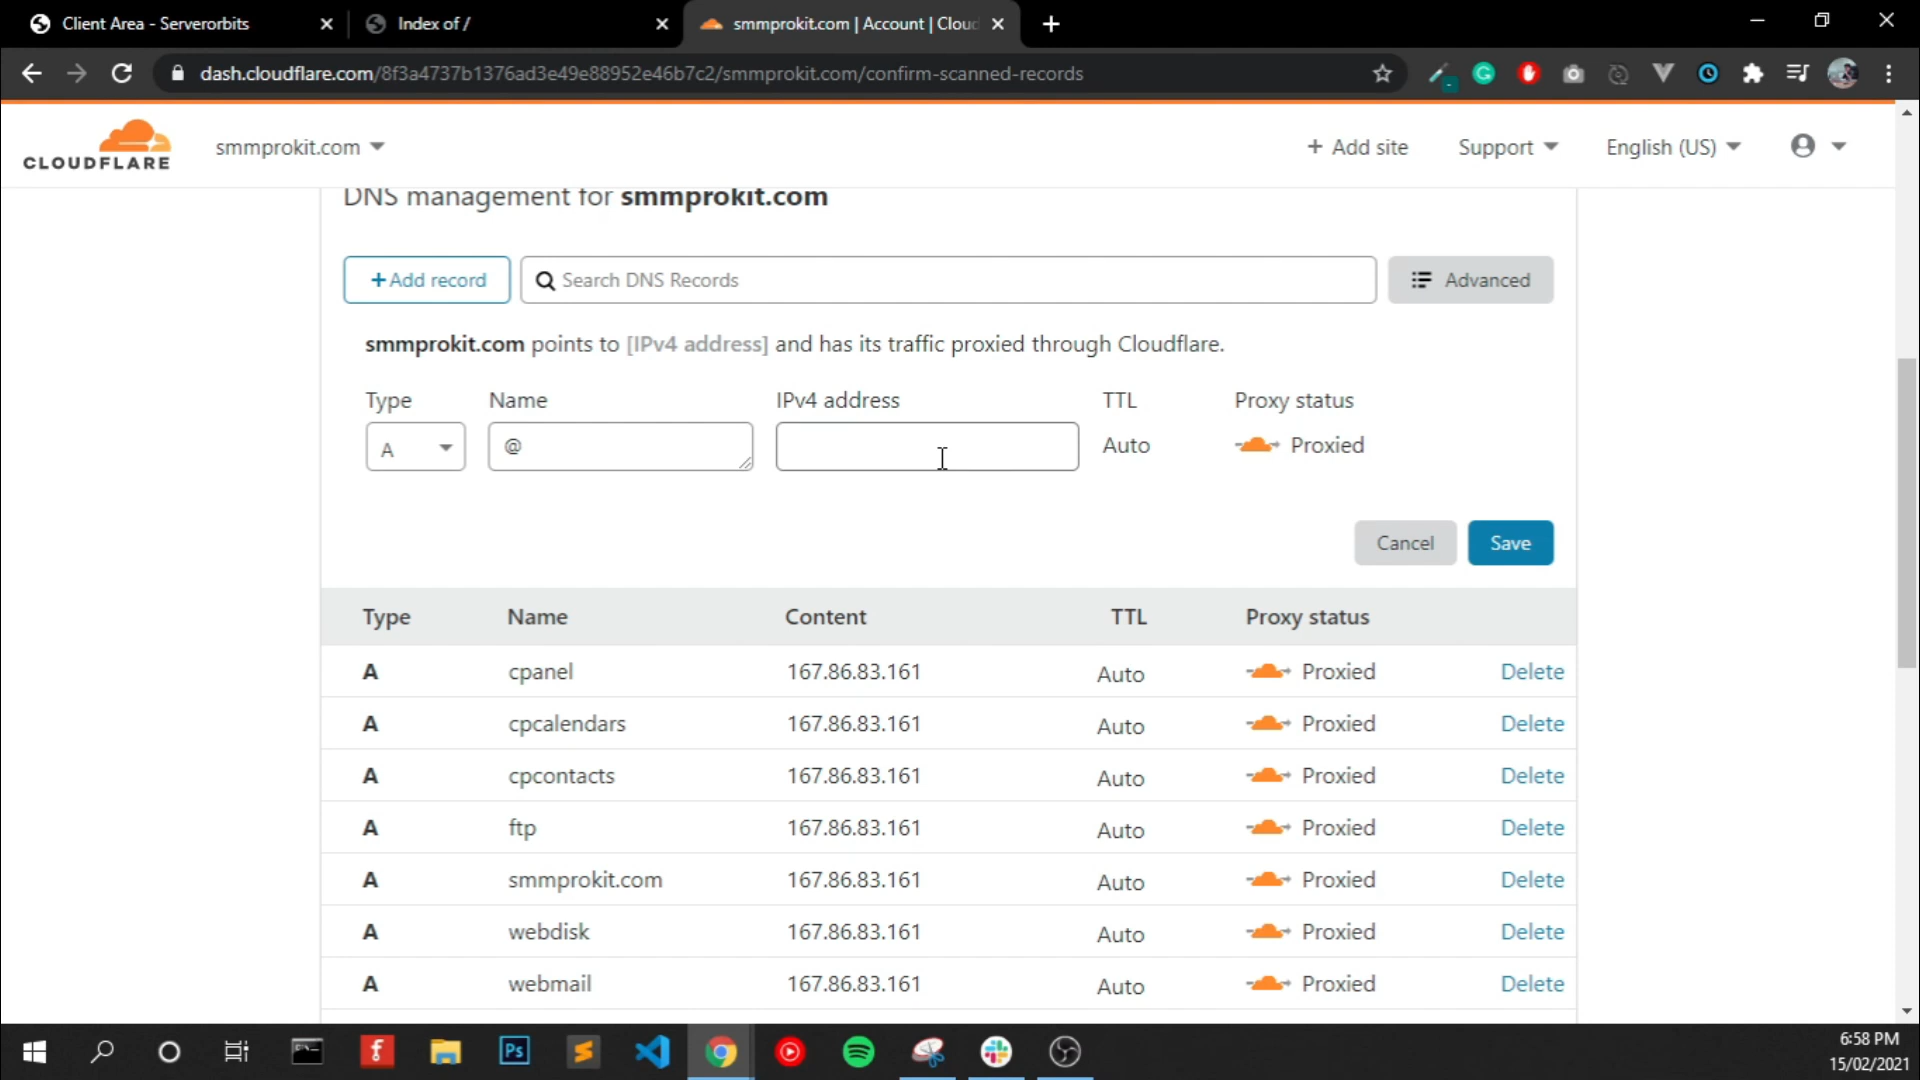 Client Area - Serverorbits
Index of /
smmprokit.com | Account | Cloud
dash.cloudflare.com/8f3a4737b1376ad3e49e88952e46b7c2/smmprokit.com/confirm-scanned-records
CLOUDFLARE
smmprokit.com
+ Add site
Support
English (US)
DNS management for smmprokit.com
+Add record
Search DNS Records
Advanced
smmprokit.com points to [IPv4 address] and has its traffic proxied through Cloudflare.
Type Name IPv4 address TTL Proxy status
A @ Auto Proxied
Cancel
Save
Type Name Content TTL Proxy status
A cpanel 167.86.83.161 Auto Proxied Delete
A cpcalendars 167.86.83.161 Auto Proxied Delete
A cpcontacts 167.86.83.161 Auto Proxied Delete
A ftp 167.86.83.161 Auto Proxied Delete
A smmprokit.com 167.86.83.161 Auto Proxied Delete
A webdisk 167.86.83.161 Auto Proxied Delete
A webmail 167.86.83.161 Auto Proxied Delete
Ps
6:58 PM
15/02/2021